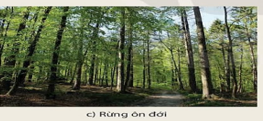 c) Rừng ôn đới